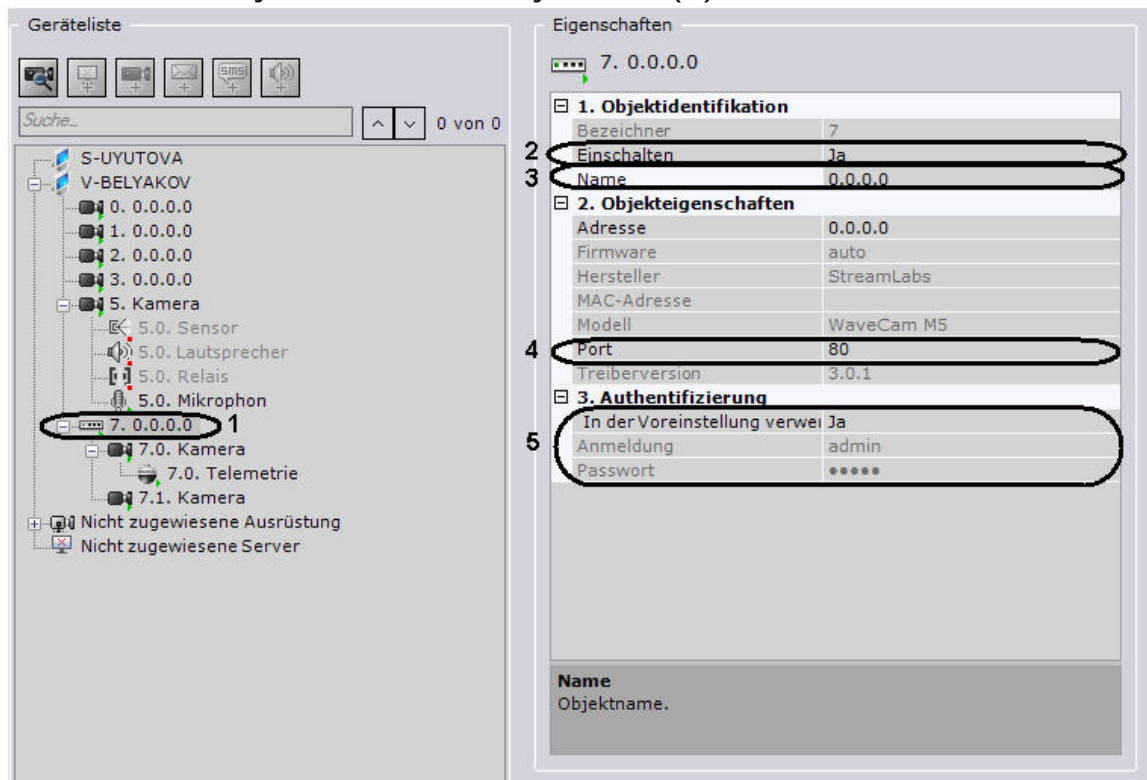 Geräteliste
SMS
Suche...
0 von 0
S-UYUTOVA
V-BELYAKOV
0. 0.0.0.0
1. 0.0.0.0
2. 0.0.0.0
3. 0.0.0.0
5. Kamera
5.0. Sensor
5.0. Lautsprecher
5.0. Relais
5.0. Mikrophon
7. 0.0.0.0 1
7.0. Kamera
7.0. Telemetrie
7.1. Kamera
Nicht zugewiesene Ausrüstung
Nicht zugewiesene Server
Eigenschaften
7. 0.0.0.0
1. Objektidentifikation
Bezeichner 7
2 Einschalten Ja
3 Name 0.0.0.0
2. Objekteigenschaften
Adresse 0.0.0.0
Firmware auto
Hersteller StreamLabs
MAC-Adresse
Modell WaveCam M5
4 Port 80
Treiberversion 3.0.1
3. Authentifizierung
In der Voreinstellung verwei Ja
5 Anmeldung admin
Passwort •••••
Name
Objektname.